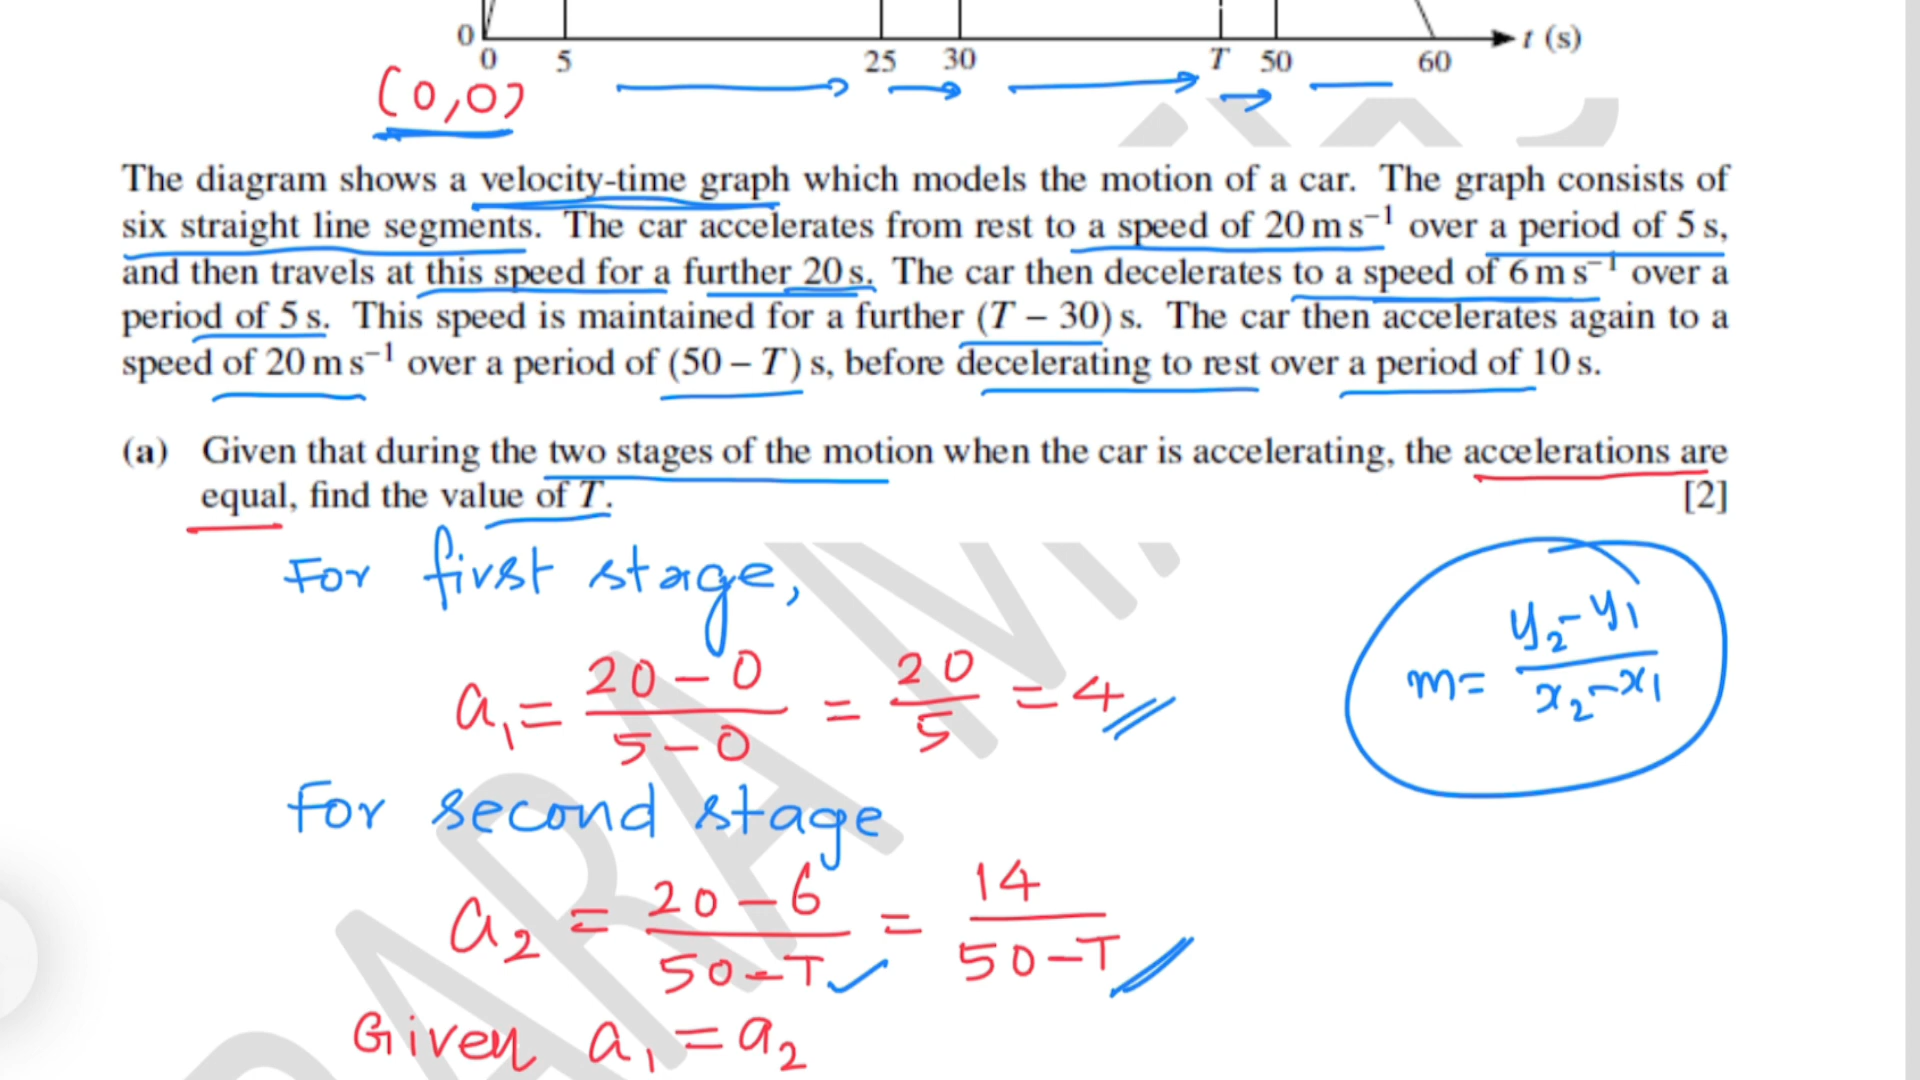 0
t (s)
0 5 25 30 T 50 60
(0,0)
The diagram shows a velocity-time graph which models the motion of a car. The graph consists of
six straight line segments. The car accelerates from rest to a speed of 20 m s⁻¹ over a period of 5 s,
and then travels at this speed for a further 20 s. The car then decelerates to a speed of 6 m s⁻¹ over a
period of 5 s. This speed is maintained for a further (T – 30) s. The car then accelerates again to a
speed of 20 m s⁻¹ over a period of (50 – T) s, before decelerating to rest over a period of 10 s.
(a) Given that during the two stages of the motion when the car is accelerating, the accelerations are
equal, find the value of T. [2]
For first stage,
a₁ = (20 – 0)/(5 – 0) = 20/5 = 4
m = (y₂ – y₁)/(x₂ – x₁)
For second stage
a₂ = (20 – 6)/(50 – T) = 14/(50 – T)
Given a₁ = a₂